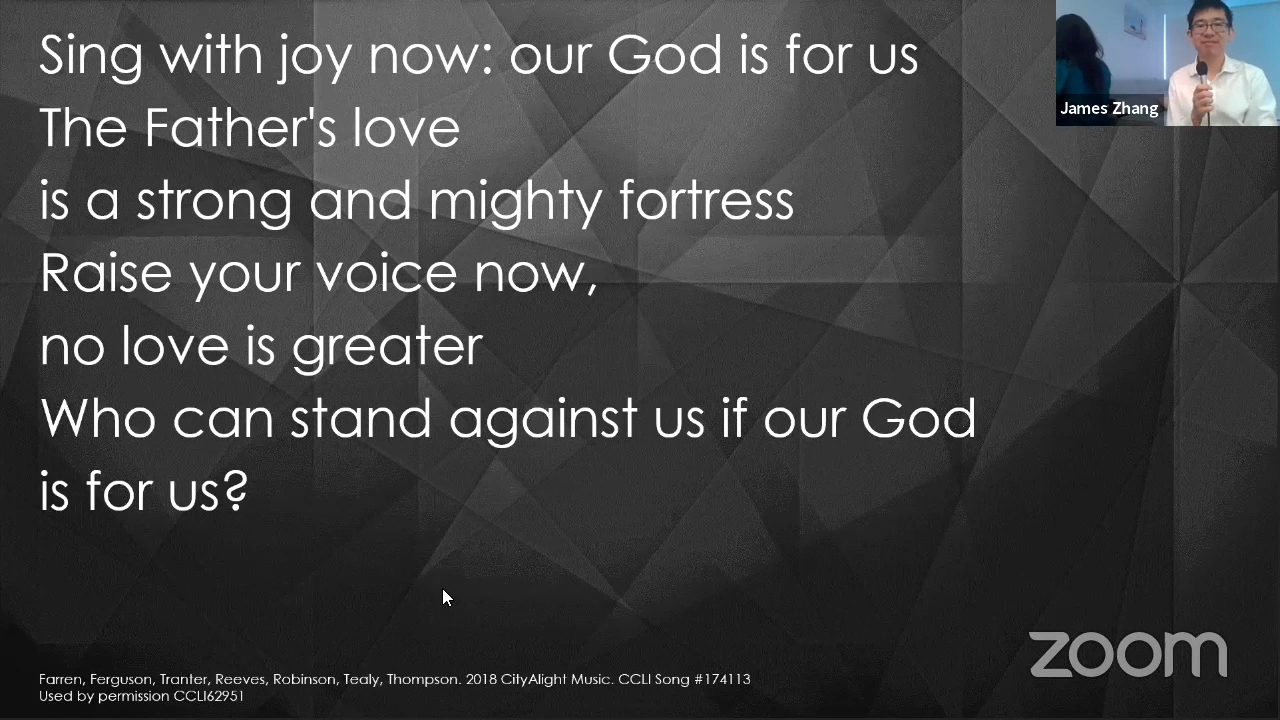 Sing with joy now: our God is for us
The Father's love
is a strong and mighty fortress
Raise your voice now,
no love is greater
Who can stand against us if our God
is for us?
James Zhang
zoom
Farren, Ferguson, Tranter, Reeves, Robinson, Tealy, Thompson. 2018 CityAlight Music. CCLI Song #174113
Used by permission CCLI62951